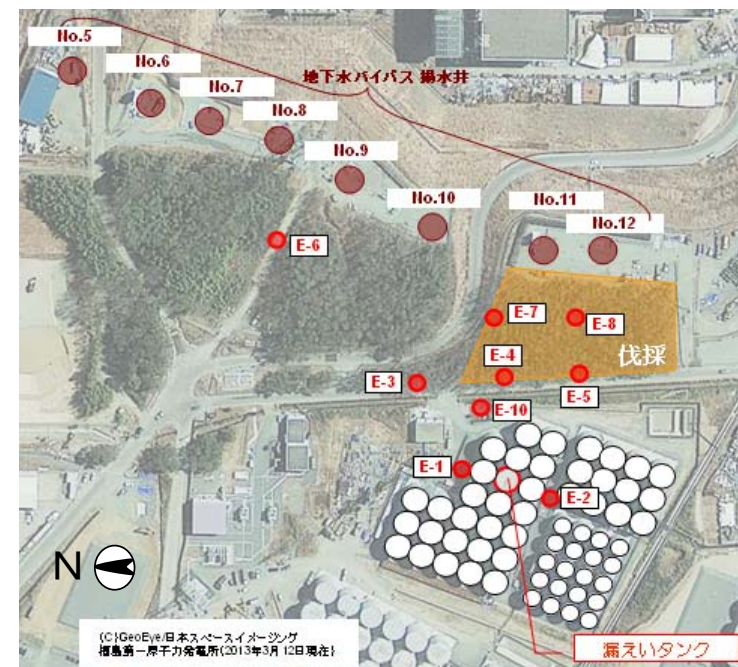 No.5
No.6
No.7
No.8
No.9
No.10
No.11
No.12
地下水バイパス 揚水井
E-6
E-7
E-8
伐採
E-4
E-3
E-5
E-10
E-1
E-2
N
(C)GeoEye/日本スペースイメージング
福島第一原子力発電所(2013年3月12日現在)
漏えいタンク